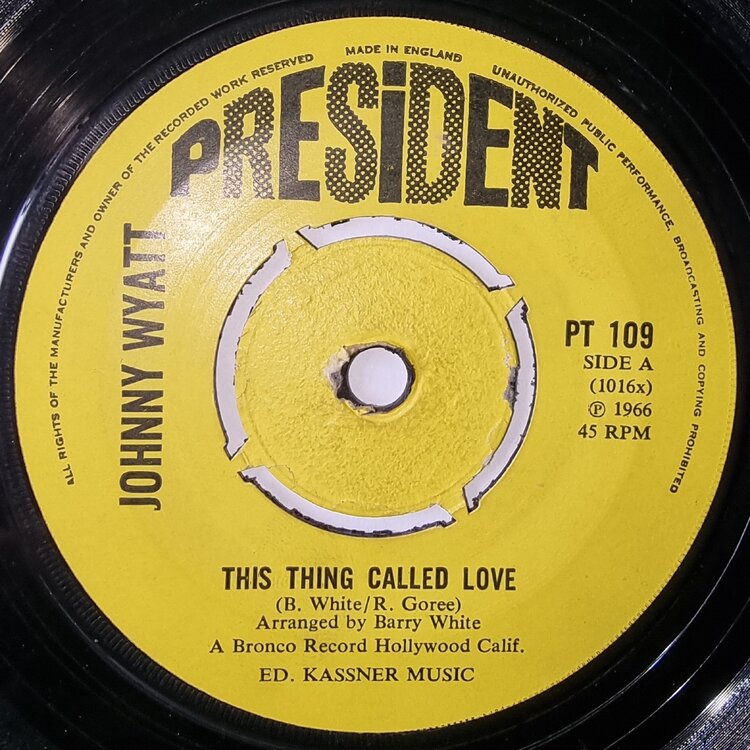 ALL RIGHTS OF THE MANUFACTURERS AND OWNER OF THE RECORDED WORK RESERVED
MADE IN ENGLAND
UNAUTHORIZED PUBLIC PERFORMANCE, BROADCASTING AND COPYING PROHIBITED
PRESiDENT
JOHNNY WYATT
PT 109
SIDE A
(1016x)
℗ 1966
45 RPM
THIS THING CALLED LOVE
(B. White/R. Goree)
Arranged by Barry White
A Bronco Record Hollywood Calif.
ED. KASSNER MUSIC